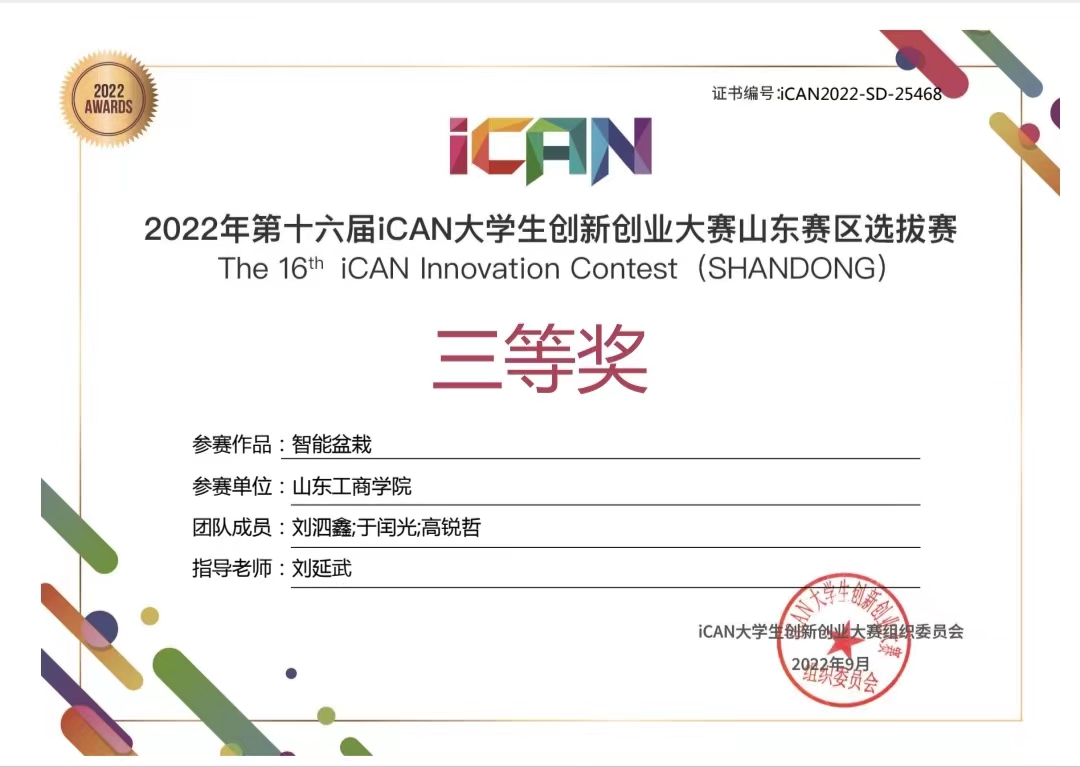 2022
AWARDS
证书编号:iCAN2022-SD-25468
iCAN
2022年第十六届iCAN大学生创新创业大赛山东赛区选拔赛
The 16th iCAN Innovation Contest（SHANDONG）
三等奖
参赛作品：智能盆栽
参赛单位：山东工商学院
团队成员：刘泗鑫;于闰光;高锐哲
指导老师：刘延武
iCAN大学生创新创业大赛组织委员会
2022年9月
iCAN大学生创新创业大赛
组织委员会